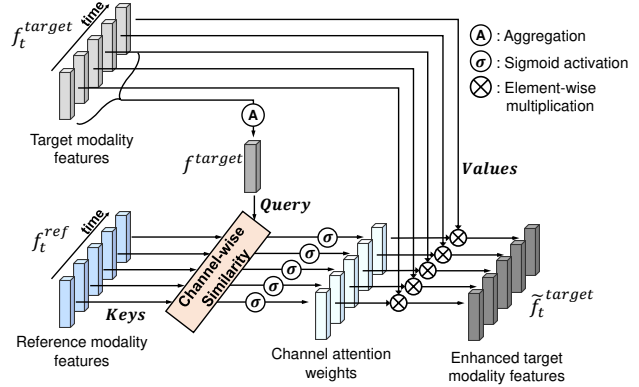 time
f_t^{target}
A : Aggregation
σ : Sigmoid activation
: Element-wise
multiplication
Target modality
features
A
f^{target}
Values
Query
time
f_t^{ref}
Channel-wise
Similarity
σ
σ
σ
σ
σ
Keys
f̃_t^{target}
Reference modality
features
Channel attention
weights
Enhanced target
modality features